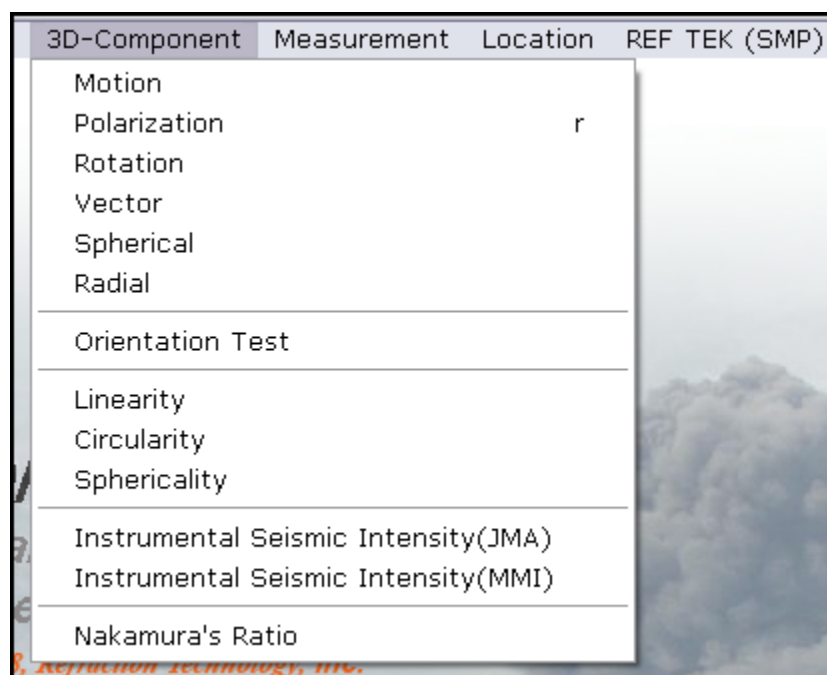 3D-Component Measurement Location REF TEK (SMP)
Motion
Polarization r
Rotation
Vector
Spherical
Radial
Orientation Test
Linearity
Circularity
Sphericality
Instrumental Seismic Intensity(JMA)
Instrumental Seismic Intensity(MMI)
Nakamura's Ratio
8, Refraction Technology, Inc.